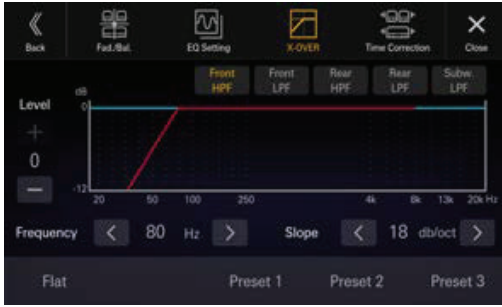 Back Fad./Bal. EQ Setting X-OVER Time Correction Close
Front HPF Front LPF Rear HPF Rear LPF Subw. LPF
dB
Level 0
+
0
−
-12
20 50 100 250 4k 8k 13k 20k Hz
Frequency < 80 Hz > Slope < 18 db/oct >
Flat Preset 1 Preset 2 Preset 3